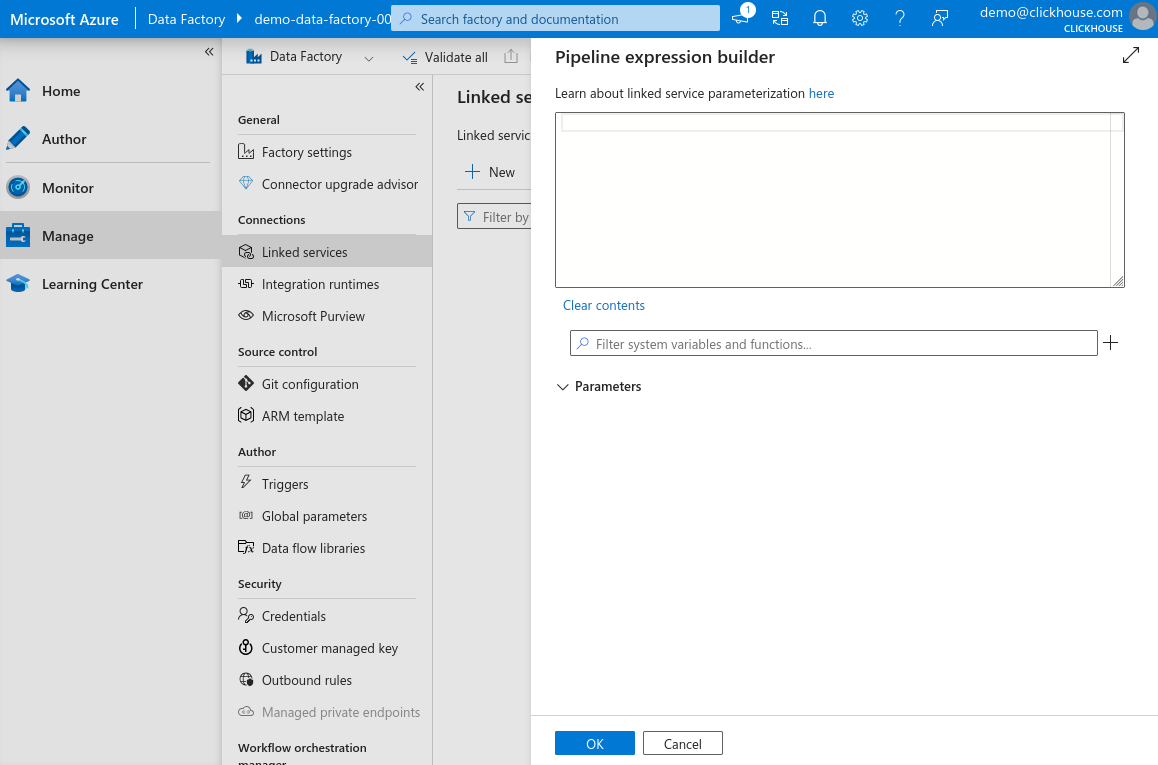 Microsoft Azure
Data Factory
demo-data-factory-00
Search factory and documentation
1
demo@clickhouse.com
CLICKHOUSE
«
Home
Author
Monitor
Manage
Learning Center
Data Factory
Validate all
«
General
Factory settings
Connector upgrade advisor
Connections
Linked services
Integration runtimes
Microsoft Purview
Source control
Git configuration
ARM template
Author
Triggers
Global parameters
Data flow libraries
Security
Credentials
Customer managed key
Outbound rules
Managed private endpoints
Workflow orchestration
manager
Linked se
Linked servic
New
Filter by
Pipeline expression builder
Learn about linked service parameterization here
Clear contents
Filter system variables and functions...
Parameters
OK
Cancel